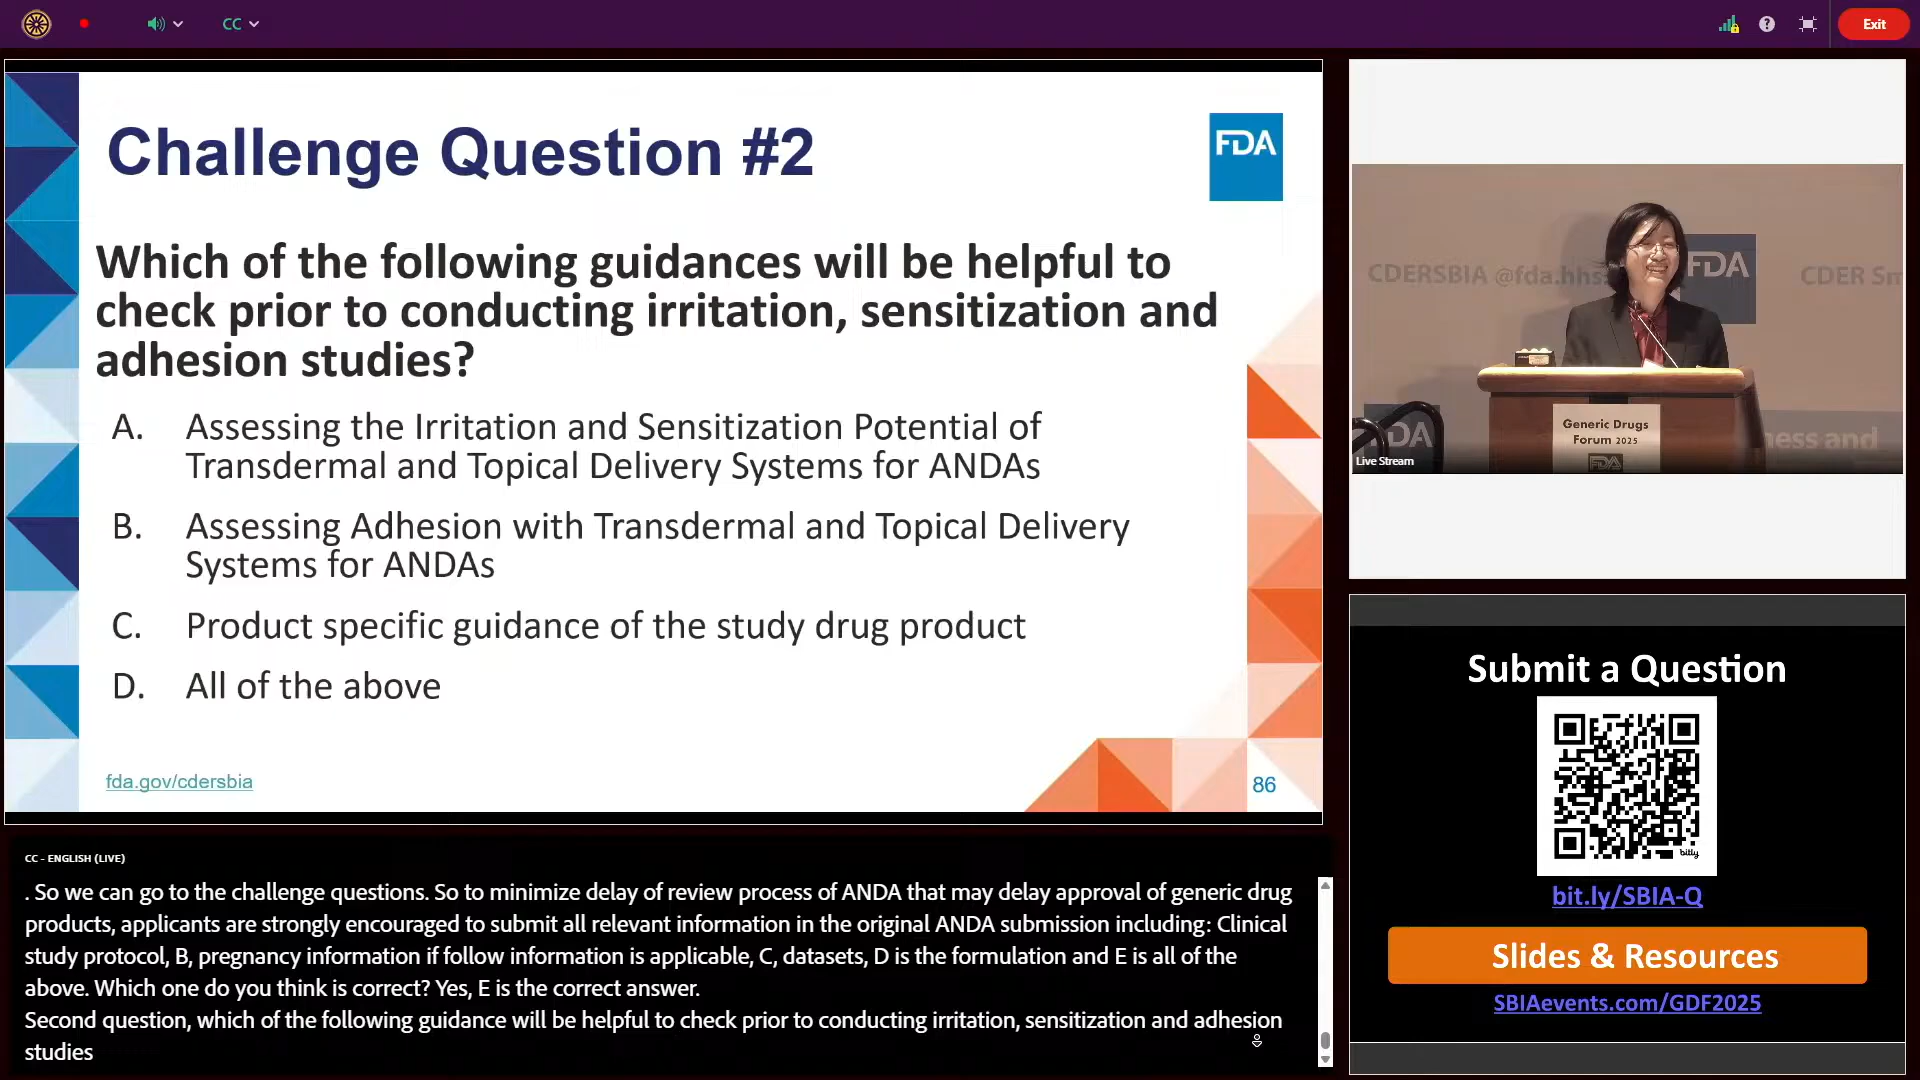 CC
Exit
Challenge Question #2
FDA
Which of the following guidances will be helpful to
check prior to conducting irritation, sensitization and
adhesion studies?
A. Assessing the Irritation and Sensitization Potential of
Transdermal and Topical Delivery Systems for ANDAs
B. Assessing Adhesion with Transdermal and Topical Delivery
Systems for ANDAs
C. Product specific guidance of the study drug product
D. All of the above
fda.gov/cdersbia
86
CDERSBIA @fda.hhs
FDA
CDER Sm
DA
ness and
Generic Drugs
Forum 2025
FDA
Live Stream
Submit a Question
bitly
bit.ly/SBIA-Q
Slides & Resources
SBIAevents.com/GDF2025
CC - ENGLISH (LIVE)
. So we can go to the challenge questions. So to minimize delay of review process of ANDA that may delay approval of generic drug
products, applicants are strongly encouraged to submit all relevant information in the original ANDA submission including: Clinical
study protocol, B, pregnancy information if follow information is applicable, C, datasets, D is the formulation and E is all of the
above. Which one do you think is correct? Yes, E is the correct answer.
Second question, which of the following guidance will be helpful to check prior to conducting irritation, sensitization and adhesion
studies